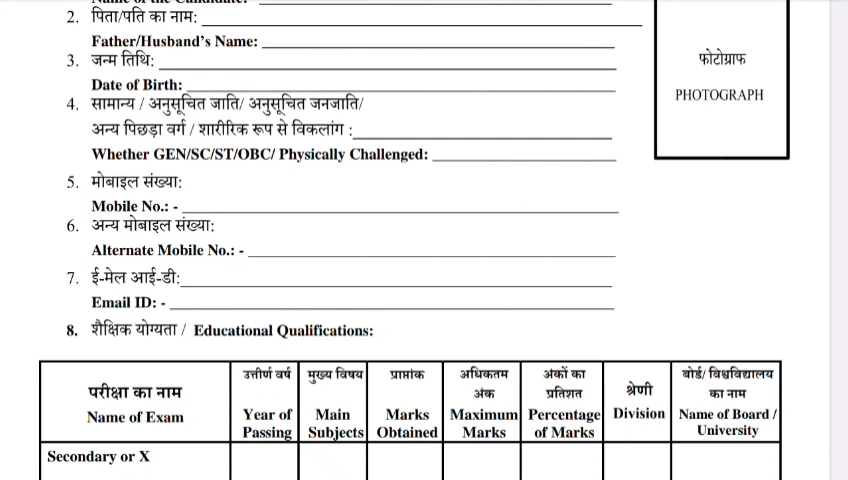 2. पिता/पति का नाम:
Father/Husband's Name:
3. जन्म तिथि:
Date of Birth:
4. सामान्य / अनुसूचित जाति/ अनुसूचित जनजाति/
अन्य पिछड़ा वर्ग / शारीरिक रूप से विकलांग :
Whether GEN/SC/ST/OBC/ Physically Challenged:
फोटोग्राफ
PHOTOGRAPH
5. मोबाइल संख्या:
Mobile No.: -
6. अन्य मोबाइल संख्या:
Alternate Mobile No.: -
7. ई-मेल आई-डी:
Email ID: -
8. शैक्षिक योग्यता / Educational Qualifications:
परीक्षा का नाम
Name of Exam
उत्तीर्ण वर्ष
Year of
Passing
मुख्य विषय
Main
Subjects
प्राप्तांक
Marks
Obtained
अधिकतम
अंक
Maximum
Marks
अंकों का
प्रतिशत
Percentage
of Marks
श्रेणी
Division
बोर्ड/ विश्वविद्यालय
का नाम
Name of Board /
University
Secondary or X